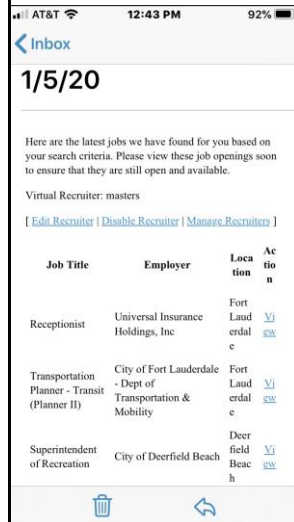 AT&T 12:43 PM 92%
Inbox
1/5/20
Here are the latest jobs we have found for you based on
your search criteria. Please view these job openings soon
to ensure that they are still open and available.
Virtual Recruiter: masters
[ Edit Recruiter | Disable Recruiter | Manage Recruiters ]
Job Title Employer Loca
tion Ac
tio
n
Receptionist Universal Insurance
Holdings, Inc Fort
Laud
erdal
e Vi
ew
Transportation
Planner - Transit
(Planner II) City of Fort Lauderdale
- Dept of
Transportation &
Mobility Fort
Laud
erdal
e Vi
ew
Superintendent
of Recreation City of Deerfield Beach Deer
field
Beac
h Vi
ew